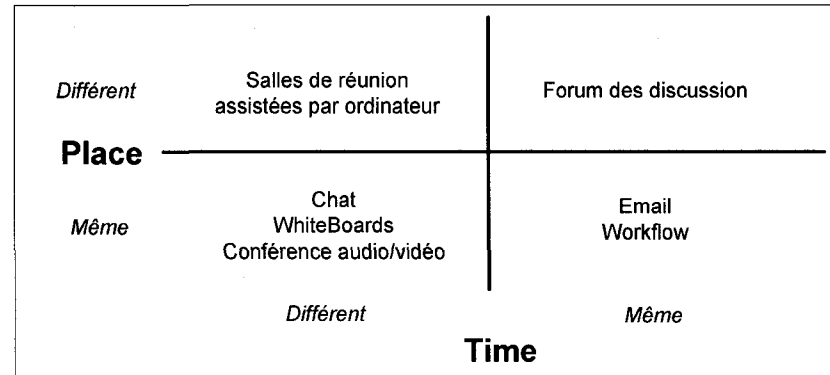 Différent
Salles de réunion
assistées par ordinateur
Forum des discussion
Place
Même
Chat
WhiteBoards
Conférence audio/vidéo
Email
Workflow
Différent
Même
Time